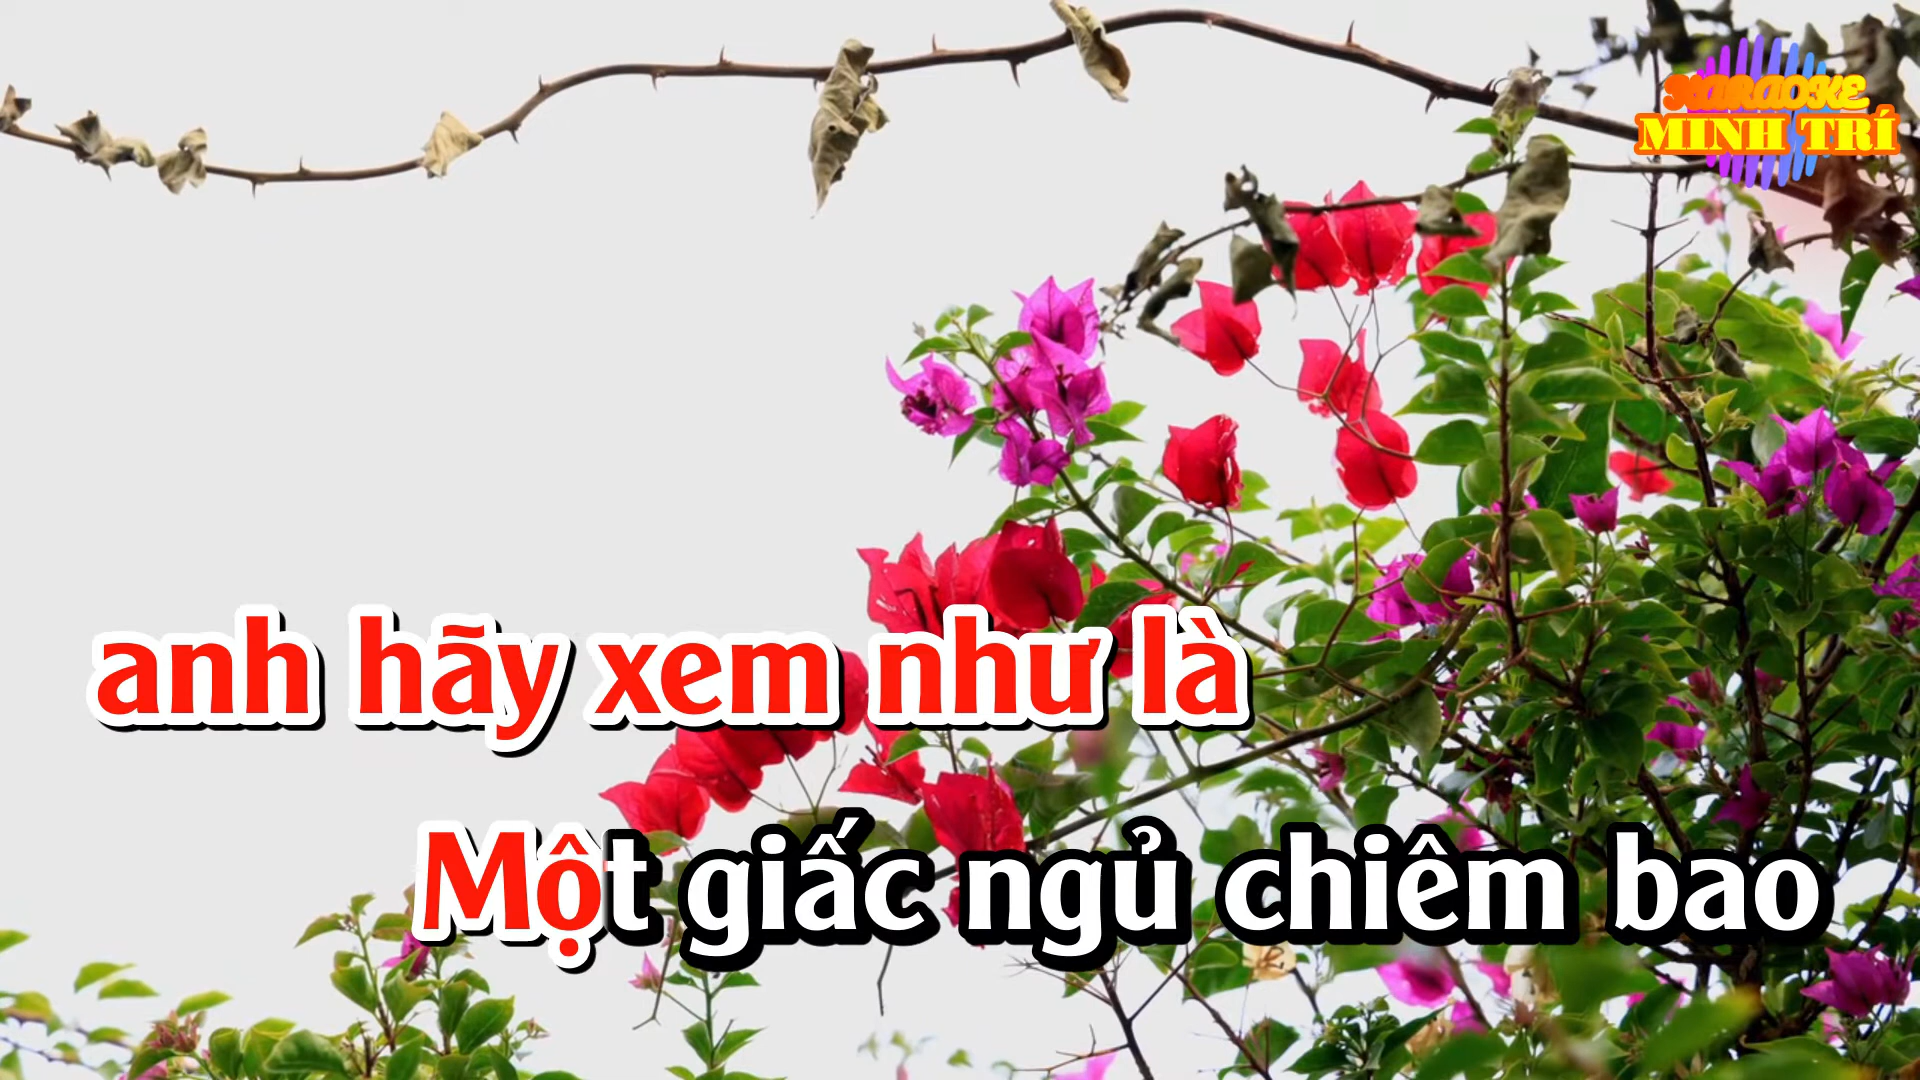 KARAOKE
MINH TRÍ
anh hãy xem như là
Một giấc ngủ chiêm bao